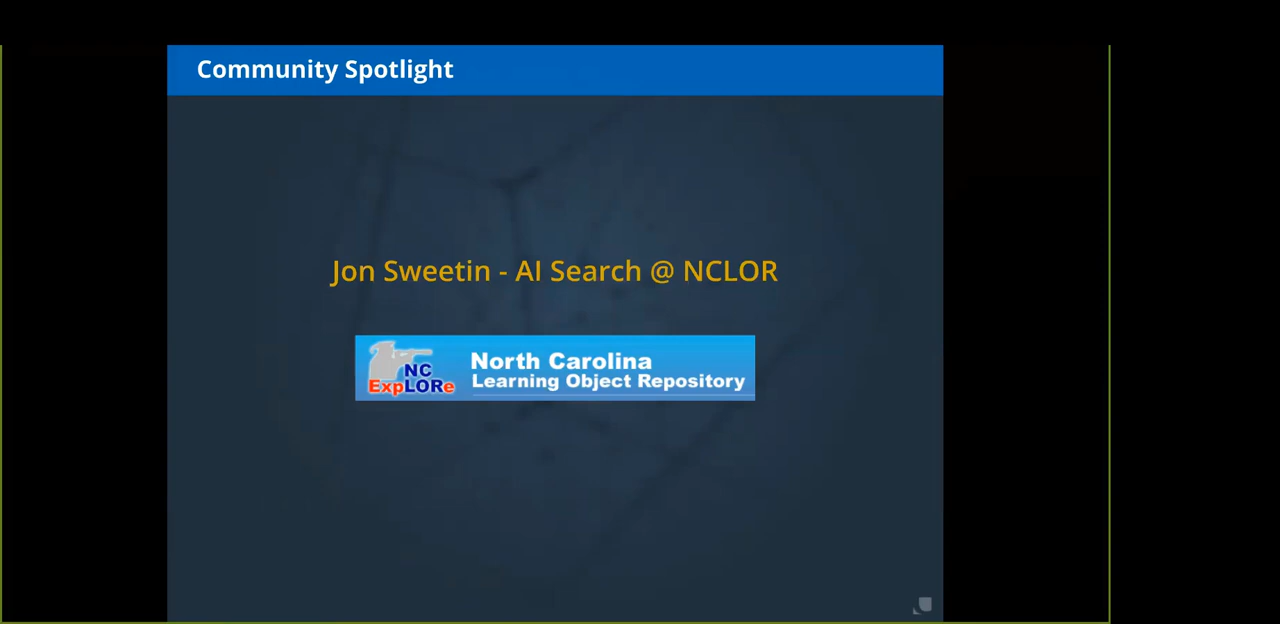 Community Spotlight
Jon Sweetin - AI Search @ NCLOR
NC
ExpLORe
North Carolina
Learning Object Repository